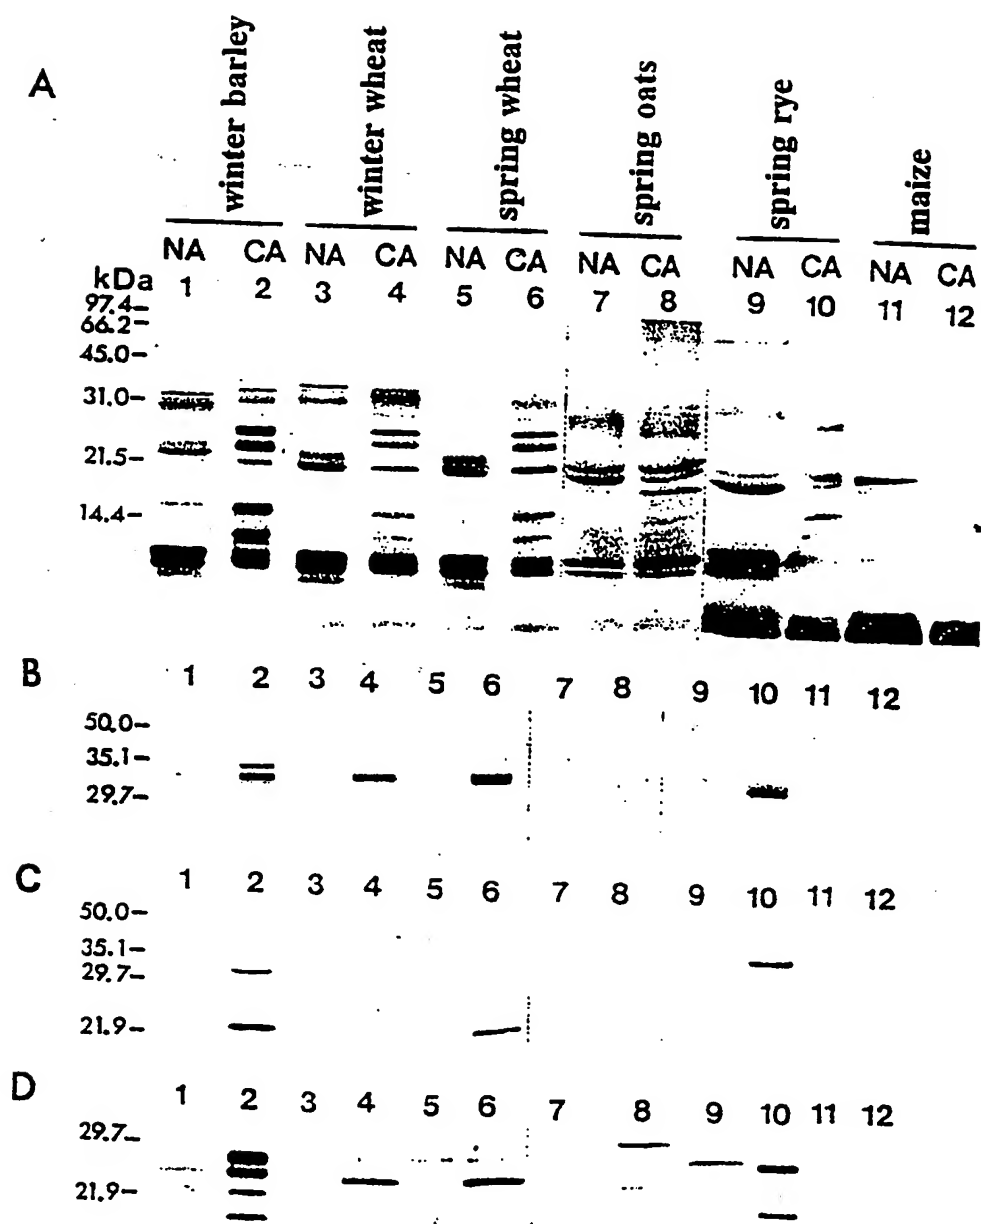 A
winter barley
winter wheat
spring wheat
spring oats
spring rye
maize
NA CA NA CA NA CA NA CA NA CA NA CA
kDa
1 2 3 4 5 6 7 8 9 10 11 12
97.4–
66.2–
45.0–
31.0–
21.5–
14.4–
B
1 2 3 4 5 6 7 8 9 10 11 12
50.0–
35.1–
29.7–
C
1 2 3 4 5 6 7 8 9 10 11 12
50.0–
35.1–
29.7–
21.9–
D
1 2 3 4 5 6 7 8 9 10 11 12
29.7–
21.9–